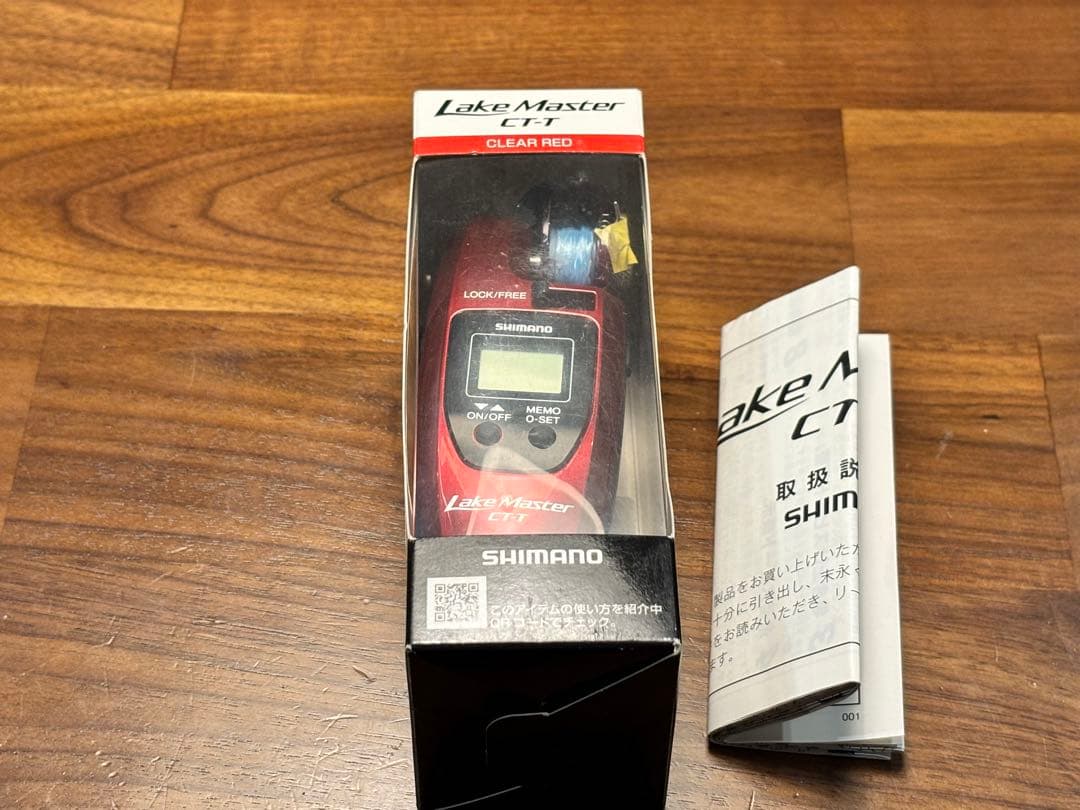 Lake Master
CT-T
CLEAR RED
LOCK/FREE
SHIMANO
ON/OFF
MEMO
0-SET
Lake Master
CT-T
SHIMANO
このアイテムの使い方を紹介中
QRコードでチェック。
ake M
CT
取扱説
SHIM
製品をお買い上げいた
十分に引き出し、末永
をお読みいただき、リー
ます。
001